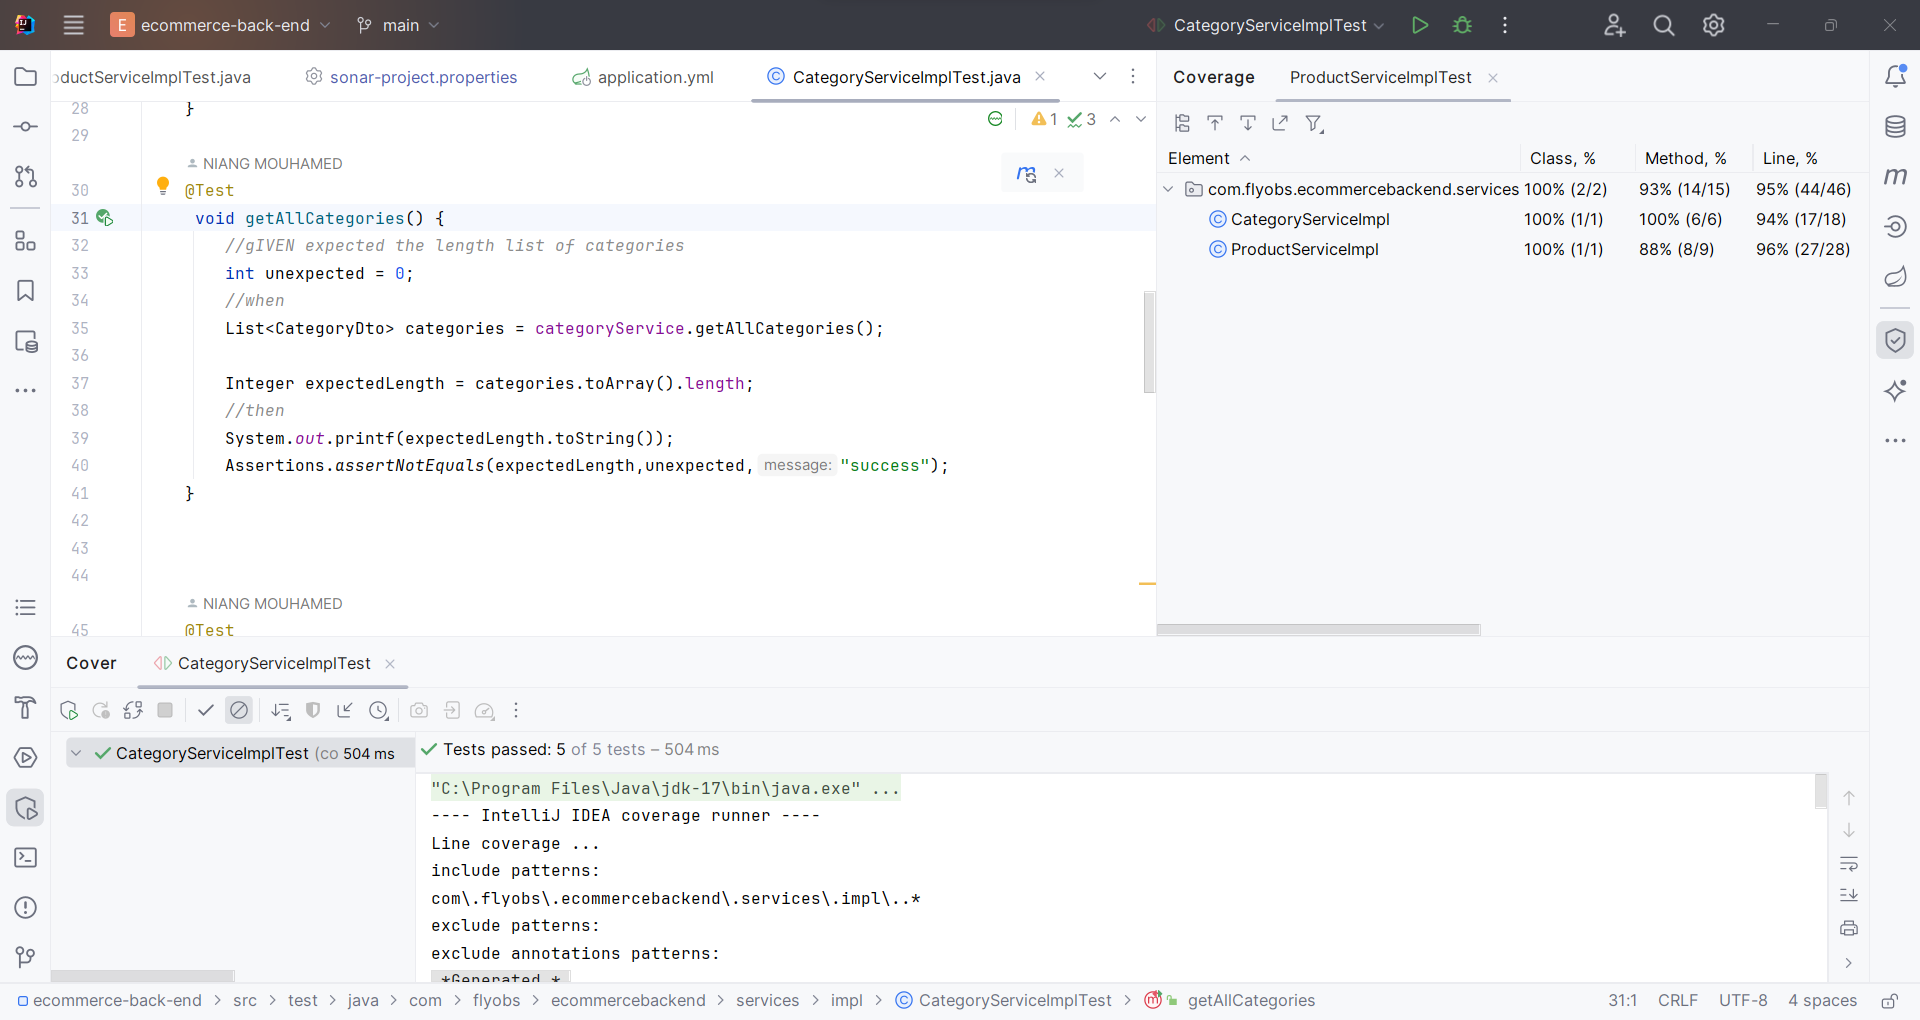 E ecommerce-back-end main CategoryServiceImplTest
ductServiceImplTest.java sonar-project.properties application.yml CategoryServiceImplTest.java
Coverage ProductServiceImplTest
28 }
29
1 3
NIANG MOUHAMED
30 @Test
31 void getAllCategories() {
32 //gIVEN expected the length list of categories
33 int unexpected = 0;
34 //when
35 List<CategoryDto> categories = categoryService.getAllCategories();
36
37 Integer expectedLength = categories.toArray().length;
38 //then
39 System.out.printf(expectedLength.toString());
40 Assertions.assertNotEquals(expectedLength,unexpected, message: "success");
41 }
42
43
44
NIANG MOUHAMED
45 @Test
Element Class, % Method, % Line, %
com.flyobs.ecommercebackend.services 100% (2/2) 93% (14/15) 95% (44/46)
CategoryServiceImpl 100% (1/1) 100% (6/6) 94% (17/18)
ProductServiceImpl 100% (1/1) 88% (8/9) 96% (27/28)
Cover CategoryServiceImplTest
CategoryServiceImplTest (co 504 ms
Tests passed: 5 of 5 tests – 504 ms
"C:\Program Files\Java\jdk-17\bin\java.exe" ...
---- IntelliJ IDEA coverage runner ----
Line coverage ...
include patterns:
com\.flyobs\.ecommercebackend\.services\.impl\..*
exclude patterns:
exclude annotations patterns:
.*Generated.*
ecommerce-back-end > src > test > java > com > flyobs > ecommercebackend > services > impl > CategoryServiceImplTest > getAllCategories
31:1 CRLF UTF-8 4 spaces